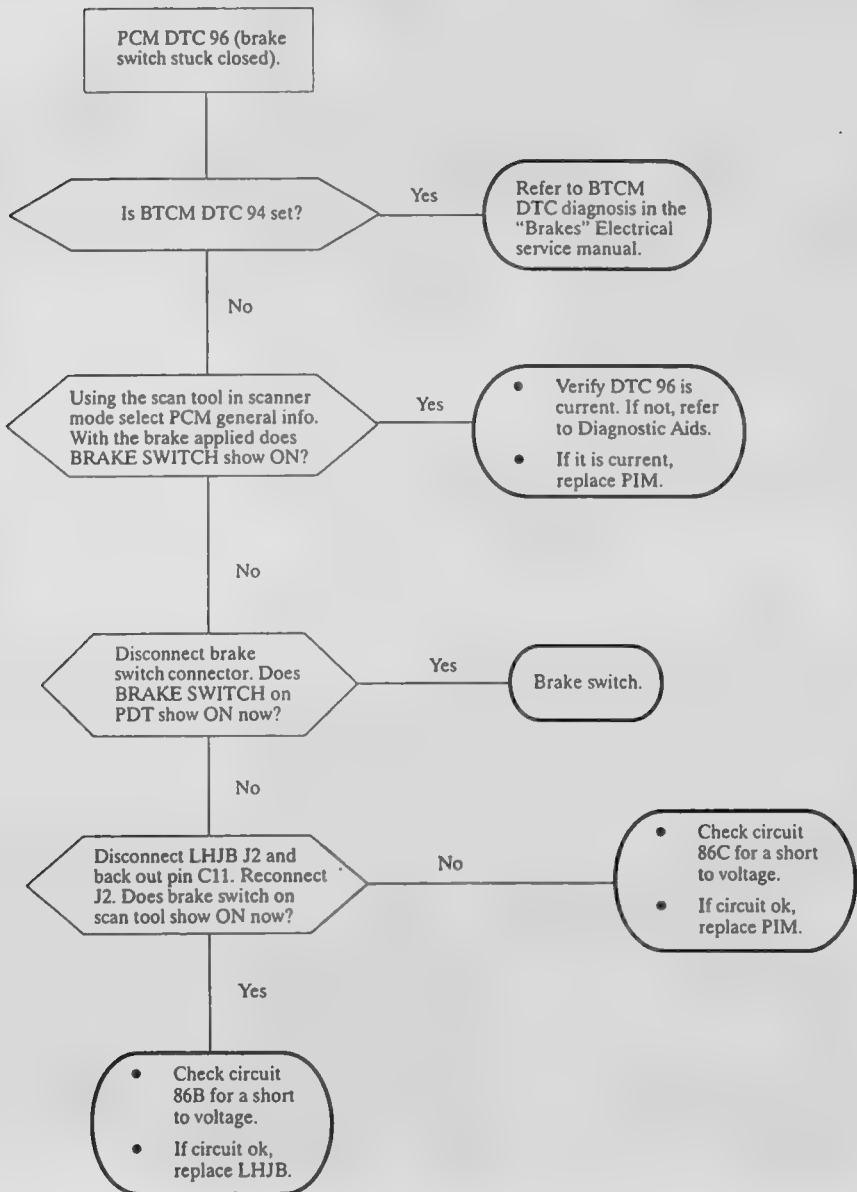 PCM DTC 96 (brake
switch stuck closed).
Is BTCM DTC 94 set?
Yes
Refer to BTCM
DTC diagnosis in the
“Brakes” Electrical
service manual.
No
Using the scan tool in scanner
mode select PCM general info.
With the brake applied does
BRAKE SWITCH show ON?
Yes
• Verify DTC 96 is
current. If not, refer
to Diagnostic Aids.
• If it is current,
replace PIM.
No
Disconnect brake
switch connector. Does
BRAKE SWITCH on
PDT show ON now?
Yes
Brake switch.
No
Disconnect LHJB J2 and
back out pin C11. Reconnect
J2. Does brake switch on
scan tool show ON now?
No
• Check circuit
86C for a short
to voltage.
• If circuit ok,
replace PIM.
Yes
• Check circuit
86B for a short
to voltage.
• If circuit ok,
replace LHJB.